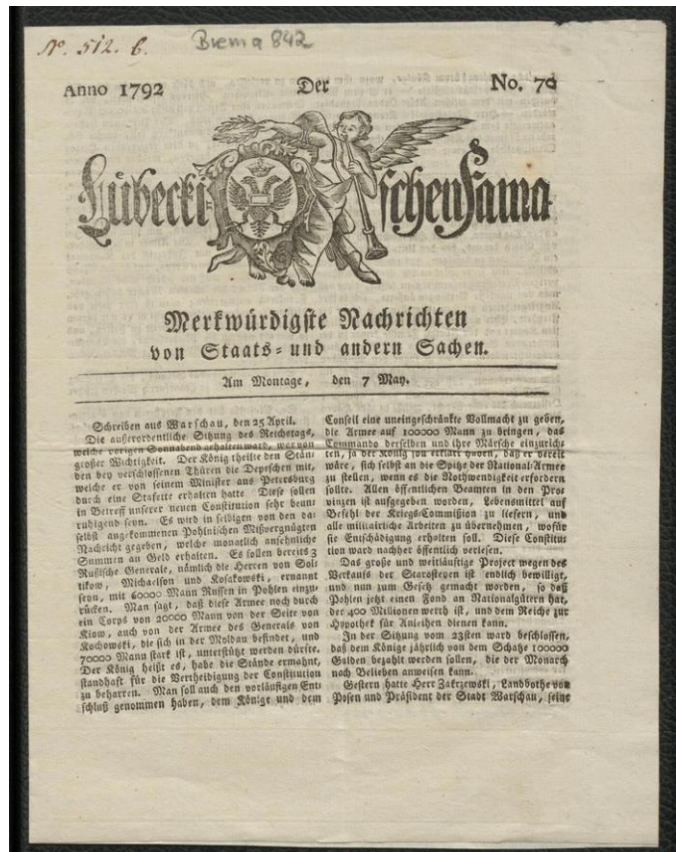 Nº. 512. 6.
Brema 842
Anno 1792 Der No. 70
Lübeckischen Fama
Merkwürdigste Nachrichten
von Staats- und andern Sachen.
Am Montage, den 7 May.
Schreiben aus Warschau, den 25 April.
Die außerordentliche Sitzung des Reichstags,
welche vorigen Sonnabend gehalten ward, war von
großer Wichtigkeit. Der König theilte den Stän-
den bey verschlossenen Thüren die Depeschen mit,
welche er von seinem Minister aus Petersburg
durch eine Stafette erhalten hatte. Diese sollen
in Betreff unserer neuen Constitution sehr beun-
ruhigend seyn. Es wird in selbigen von den da-
selbst angekommenen Pohlnischen Mißvergnügten
Nachricht gegeben, welche monatlich ansehnliche
Summen an Geld erhalten. Es sollen bereits 3
Rußische Generale, nämlich die Herren von Sol-
tikow, Michaelson und Kosakowski, ernannt
seyn, mit 60000 Mann Russen in Pohlen einzu-
rücken. Man sagt, daß diese Armee noch durch
ein Corps von 20000 Mann von der Seite von
Kiow, auch von der Armee des Generals von
Kochowski, die sich in der Moldau befindet, und
70000 Mann stark ist, unterstützt werden dürfte.
Der König heißt es, habe die Stände ermahnt,
standhaft für die Vertheidigung der Constitution
zu beharren. Man soll auch den vorläufigen Ent-
schluß genommen haben, dem Könige und dem
Conseil eine uneingeschränkte Vollmacht zu geben,
die Armee auf 100000 Mann zu bringen, das
Commando derselben und ihre Märsche einzurich-
ten, ja der König soll erklärt haben, daß er bereit
wäre, sich selbst an die Spitze der National-Armee
zu stellen, wenn es die Nothwendigkeit erfordern
sollte. Allen öffentlichen Beamten in den Pro-
vinzen ist aufgegeben worden, Lebensmittel auf
Befehl der Kriegs-Commißion zu liefern, und
alle militairische Arbeiten zu übernehmen, wofür
sie Entschädigung erhalten soll. Diese Constitu-
tion ward nachher öffentlich verlesen.
Das große und weitläuftige Project wegen des
Verkaufs der Starosteyen ist endlich bewilligt,
und nun zum Gesetz gemacht worden, so daß
Pohlen jetzt einen Fond an Nationalgütern hat,
der 400 Millionen werth ist, und dem Reiche zur
Hypothek für Anleihen dienen kann.
In der Sitzung vom 23sten ward beschlossen,
daß dem Könige jährlich von dem Schatze 100000
Gulden bezahlt werden sollen, die der Monarch
nach Belieben anweisen kann.
Gestern hatte Herr Zakrzewski, Landbothe von
Posen und Präsident der Stadt Warschau, seine